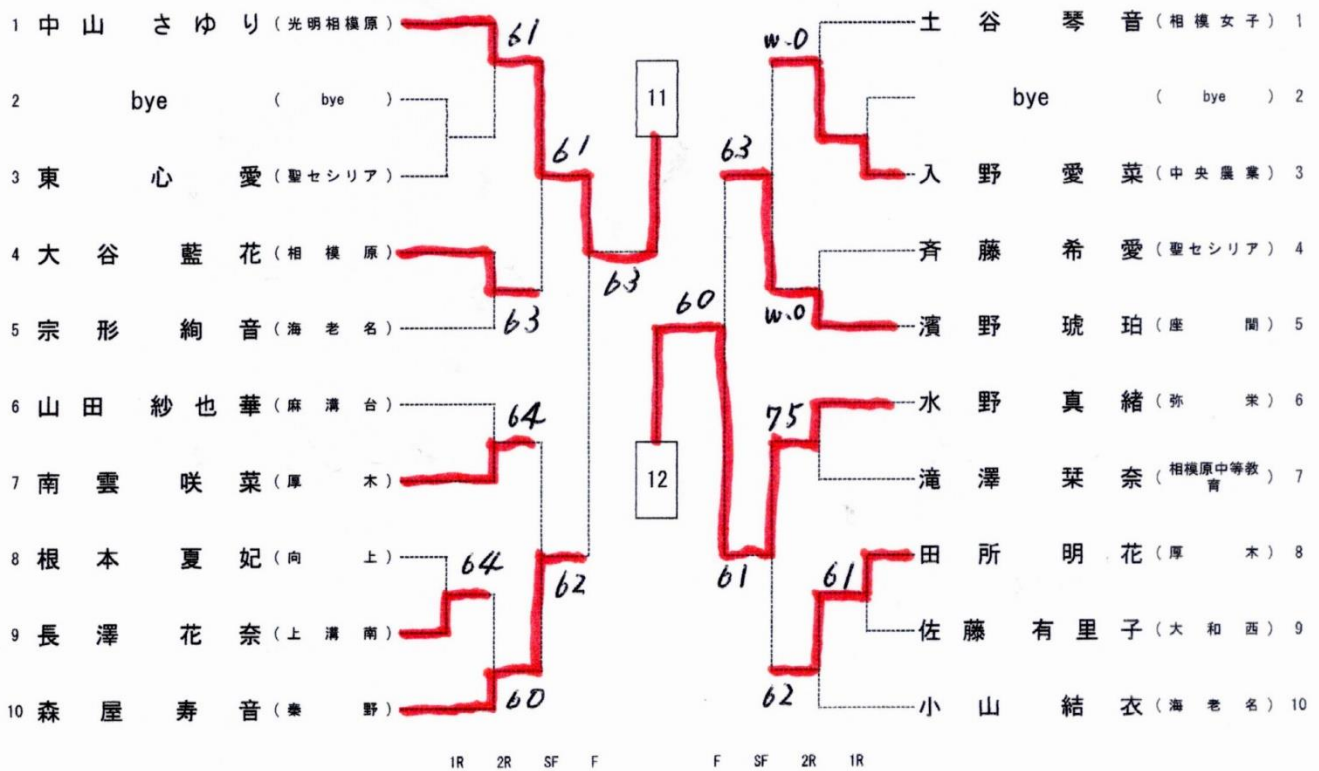 1 中山 さゆり (光明相模原)
2 bye ( bye )
3 東 心愛 (聖セシリア)
4 大谷 藍花 (相模原)
5 宗形 絢音 (海老名)
6 山田 紗也華 (麻溝台)
7 南雲 咲菜 (厚木)
8 根本 夏妃 (向上)
9 長澤 花奈 (上溝南)
10 森屋 寿音 (秦野)
61
61
63
63
64
64
62
60
11
12
w.o
63
60
w.o
75
61
61
62
土谷 琴音 (相模女子) 1
bye ( bye ) 2
入野 愛菜 (中央農業) 3
斉藤 希愛 (聖セシリア) 4
濱野 琥珀 (座間) 5
水野 真緒 (弥栄) 6
滝澤 栞奈 (相模原中等教育) 7
田所 明花 (厚木) 8
佐藤 有里子 (大和西) 9
小山 結衣 (海老名) 10
1R 2R SF F F SF 2R 1R